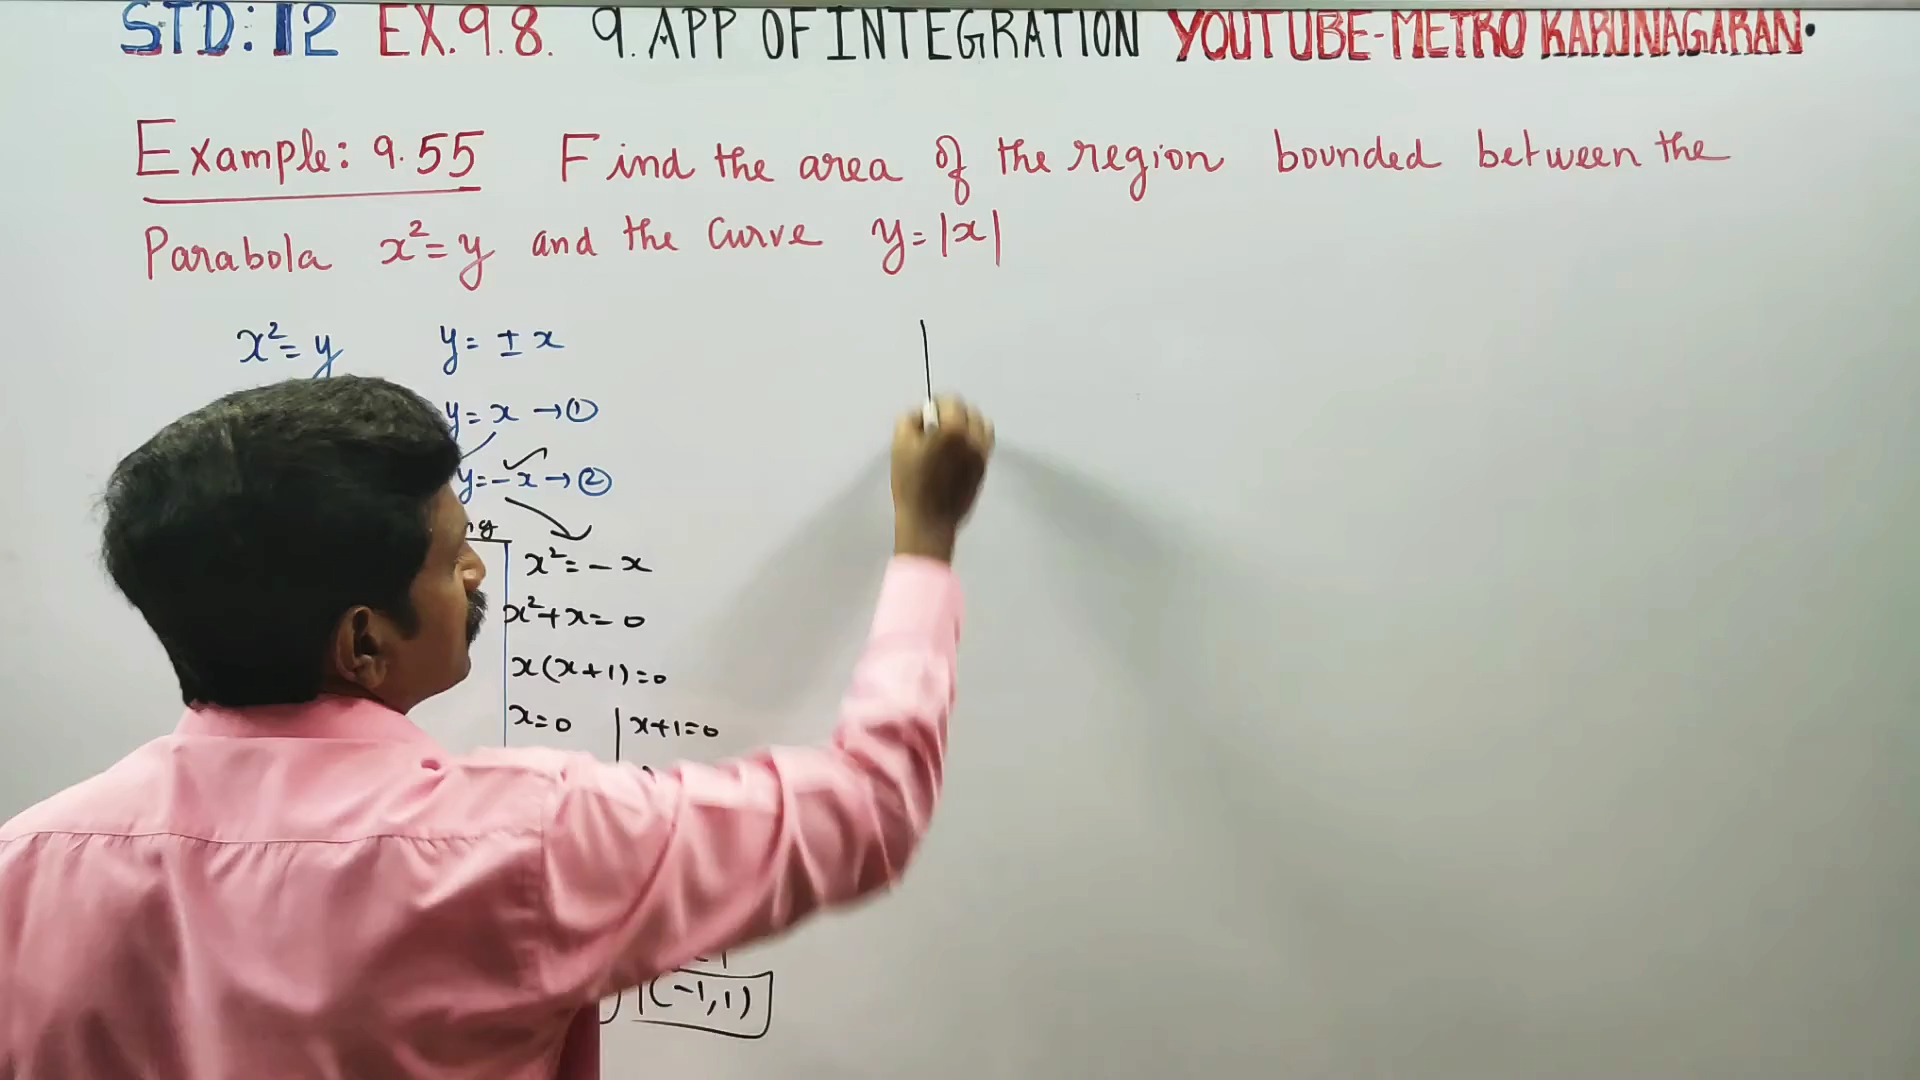 STD: 12 EX.9.8. 9. APP OF INTEGRATION YOUTUBE-METRO KARUNAGARAN.
Example: 9.55 Find the area of the region bounded between the
Parabola x²=y and the curve y=|x|
x²=y y= ± x
y= x →①
y=-x →②
x²= - x
x²+x= 0
x(x+1)=0
x=0 | x+1=0
(-1,1)